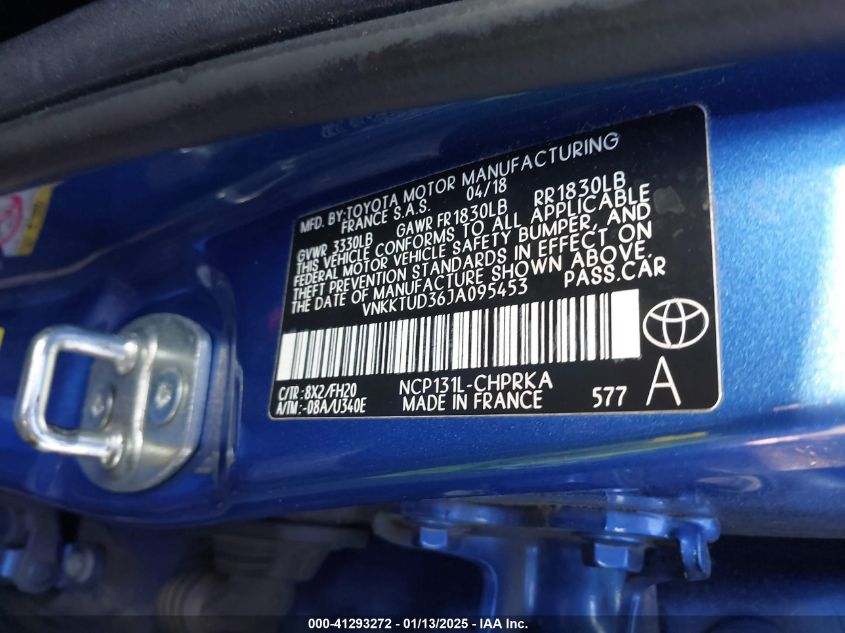 MFD. BY:TOYOTA MOTOR MANUFACTURING
FRANCE S.A.S. 04/18
GVWR 3330LB GAWR FR1830LB RR1830LB
THIS VEHICLE CONFORMS TO ALL APPLICABLE
FEDERAL MOTOR VEHICLE SAFETY BUMPER, AND
THEFT PREVENTION STANDARDS IN EFFECT ON
THE DATE OF MANUFACTURE SHOWN ABOVE.
VNKKTUD36JA095453 PASS.CAR
C/TR:8X2/FH20 NCP131L-CHPRKA
A/TM:-08A/U340E MADE IN FRANCE 577 A
000-41293272 / 01/13/2025 - IAA Inc.